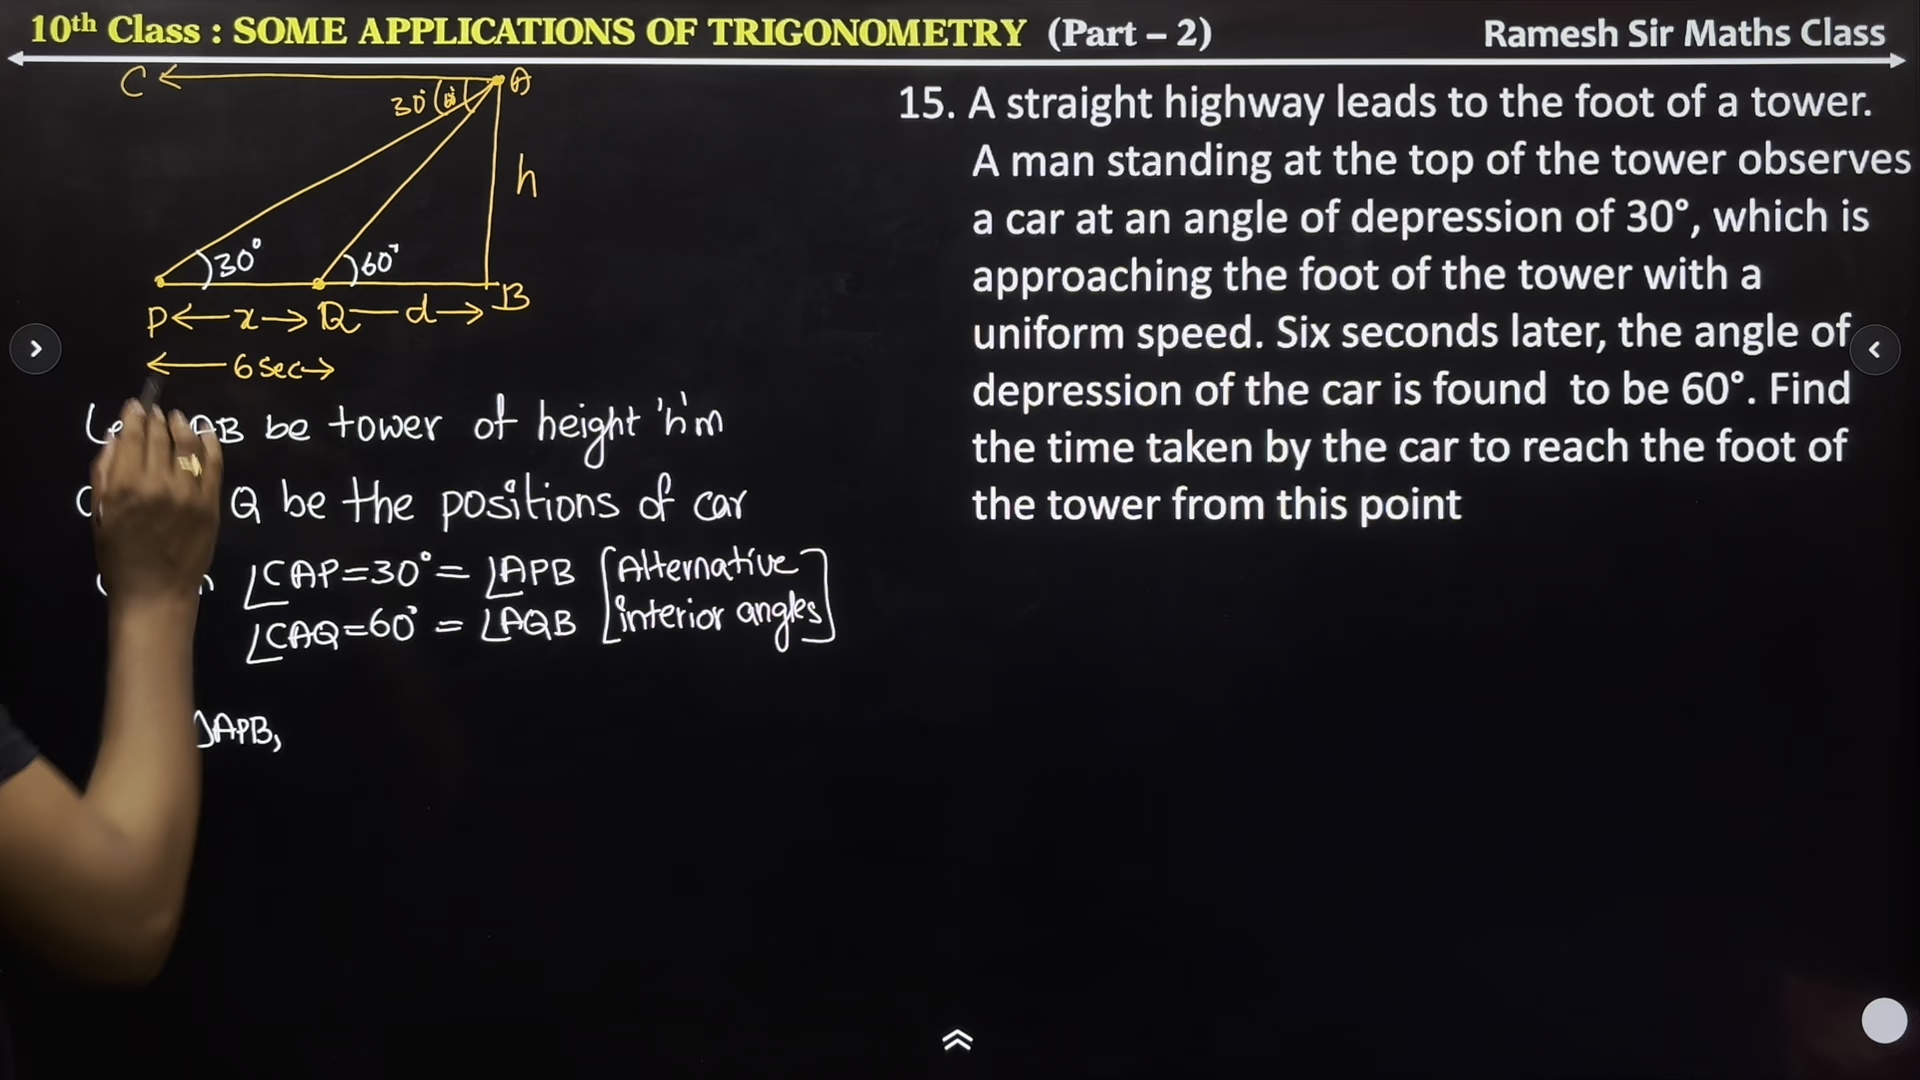 10th Class : SOME APPLICATIONS OF TRIGONOMETRY (Part – 2)
Ramesh Sir Maths Class
C A
30°
h
30° 60°
P x Q d B
6 sec
AB be tower of height 'h'm
Q be the positions of car
∠CAP=30°= ∠APB [Alternative
∠CAQ=60° = ∠AQB interior angles]
APB,
15. A straight highway leads to the foot of a tower.
A man standing at the top of the tower observes
a car at an angle of depression of 30°, which is
approaching the foot of the tower with a
uniform speed. Six seconds later, the angle of
depression of the car is found to be 60°. Find
the time taken by the car to reach the foot of
the tower from this point